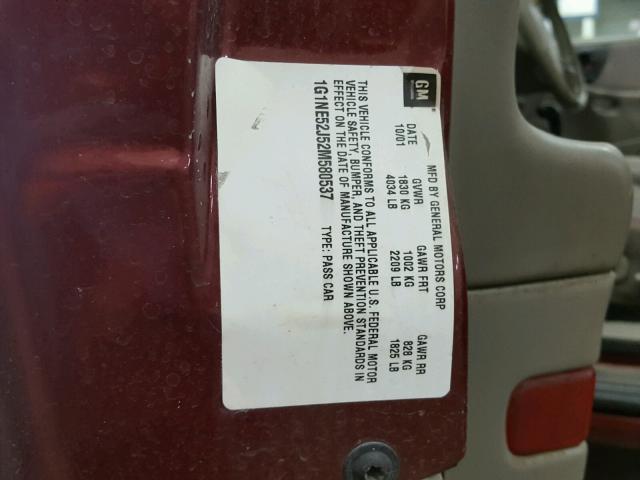 GM
MFD BY GENERAL MOTORS CORP
DATE GVWR GAWR FRT GAWR RR
10/01 1830 KG 1002 KG 828 KG
4034 LB 2209 LB 1825 LB
THIS VEHICLE CONFORMS TO ALL APPLICABLE U.S. FEDERAL MOTOR
VEHICLE SAFETY, BUMPER, AND THEFT PREVENTION STANDARDS IN
EFFECT ON THE DATE OF MANUFACTURE SHOWN ABOVE.
1G1NE52J52M580537 TYPE: PASS CAR